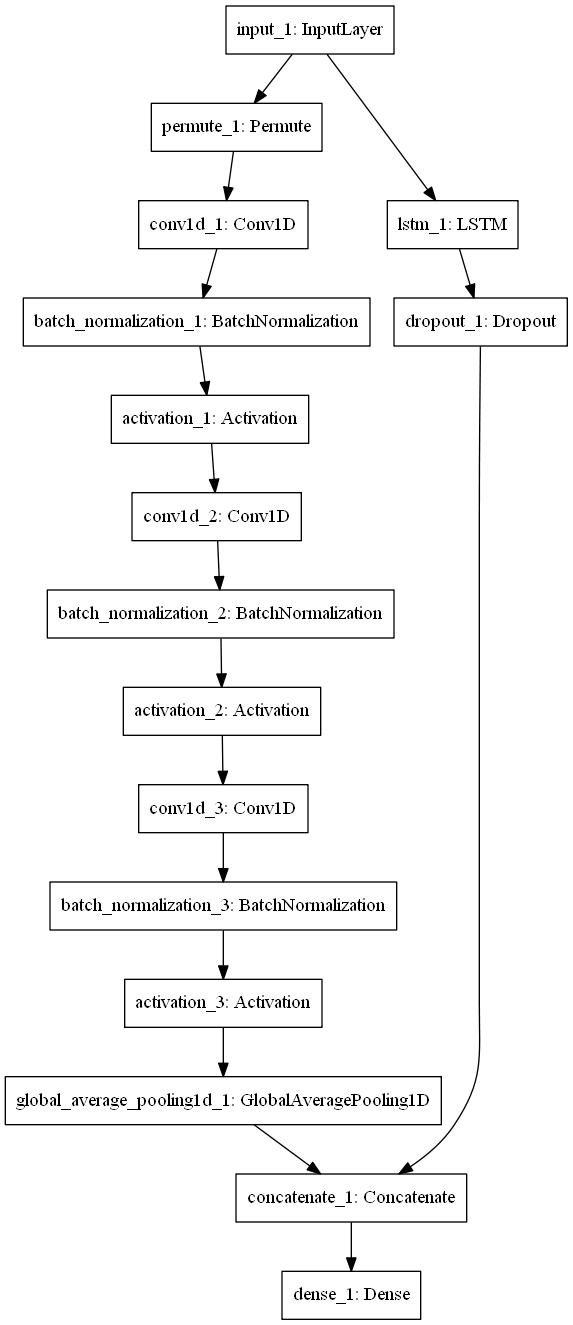 input_1: InputLayer
permute_1: Permute
conv1d_1: Conv1D
lstm_1: LSTM
batch_normalization_1: BatchNormalization
dropout_1: Dropout
activation_1: Activation
conv1d_2: Conv1D
batch_normalization_2: BatchNormalization
activation_2: Activation
conv1d_3: Conv1D
batch_normalization_3: BatchNormalization
activation_3: Activation
global_average_pooling1d_1: GlobalAveragePooling1D
concatenate_1: Concatenate
dense_1: Dense